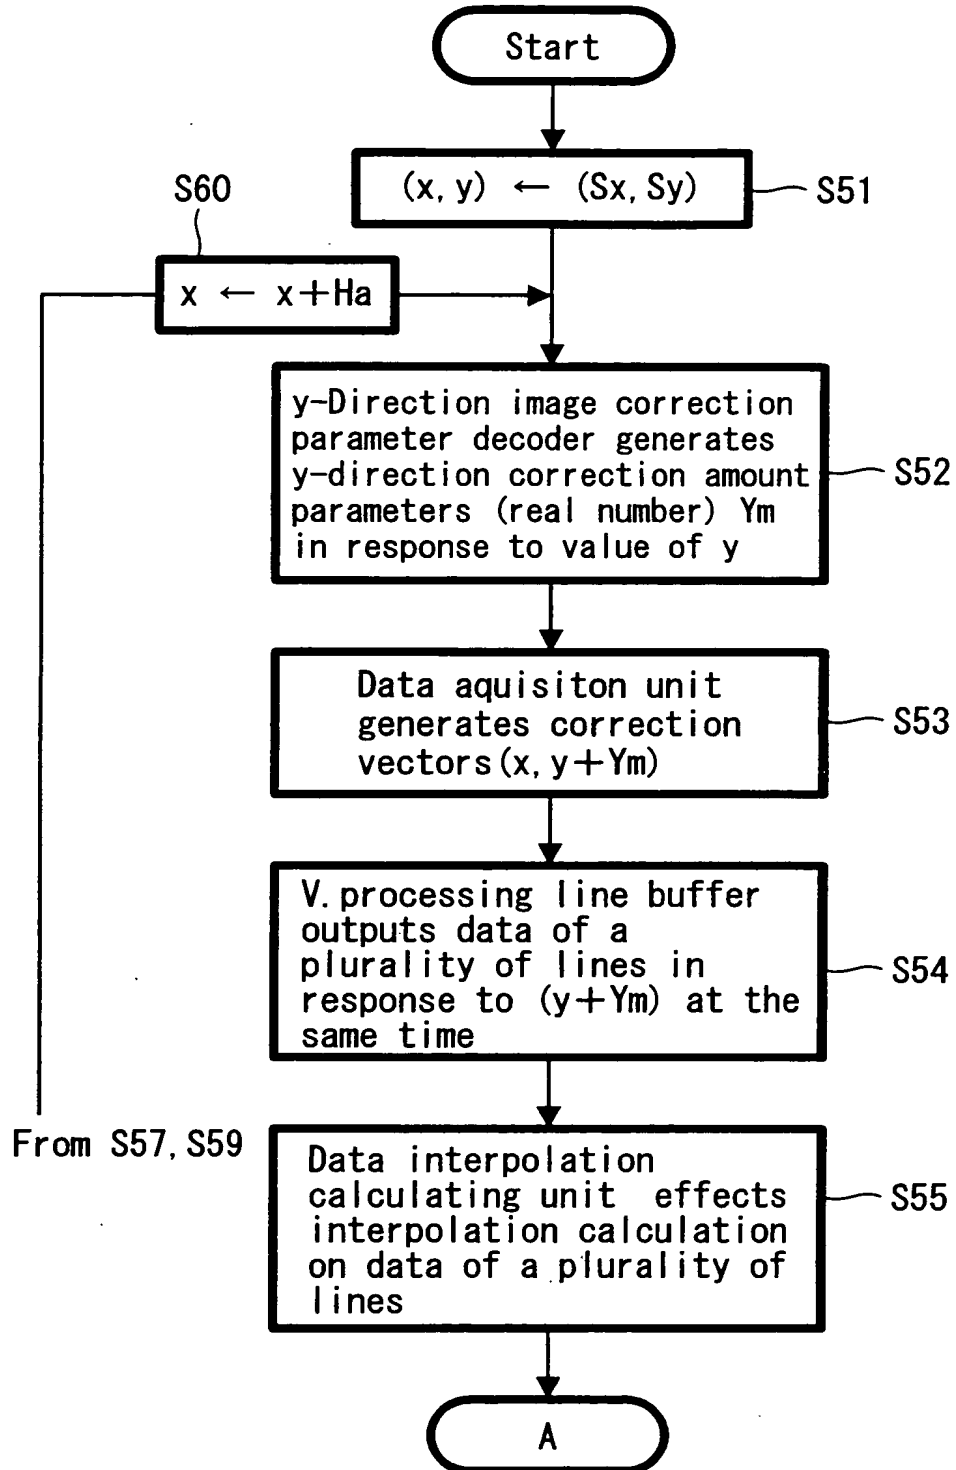 Start
(x, y) ← (Sx, Sy)
S51
S60
x ← x+Ha
y-Direction image correction
parameter decoder generates
y-direction correction amount
parameters (real number) Ym
in response to value of y
S52
Data aquisiton unit
generates correction
vectors(x, y+Ym)
S53
V. processing line buffer
outputs data of a
plurality of lines in
response to (y+Ym) at the
same time
S54
From S57, S59
Data interpolation
calculating unit effects
interpolation calculation
on data of a plurality of
lines
S55
A